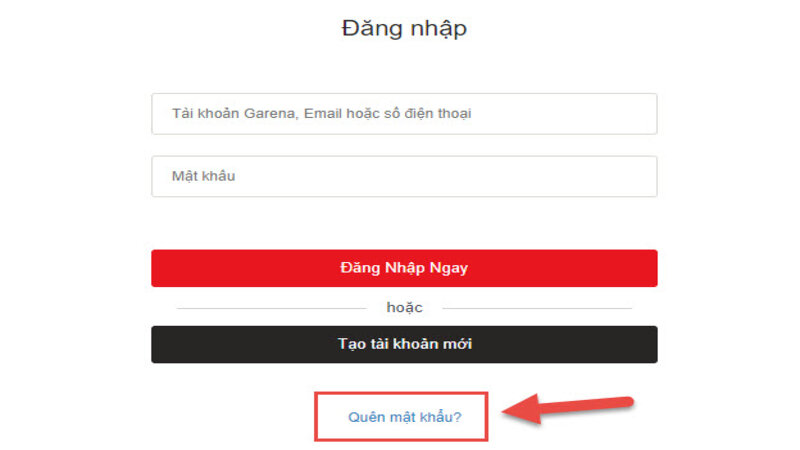 Đăng nhập
Tài khoản Garena, Email hoặc số điện thoại
Mật khẩu
Đăng Nhập Ngay
hoặc
Tạo tài khoản mới
Quên mật khẩu?